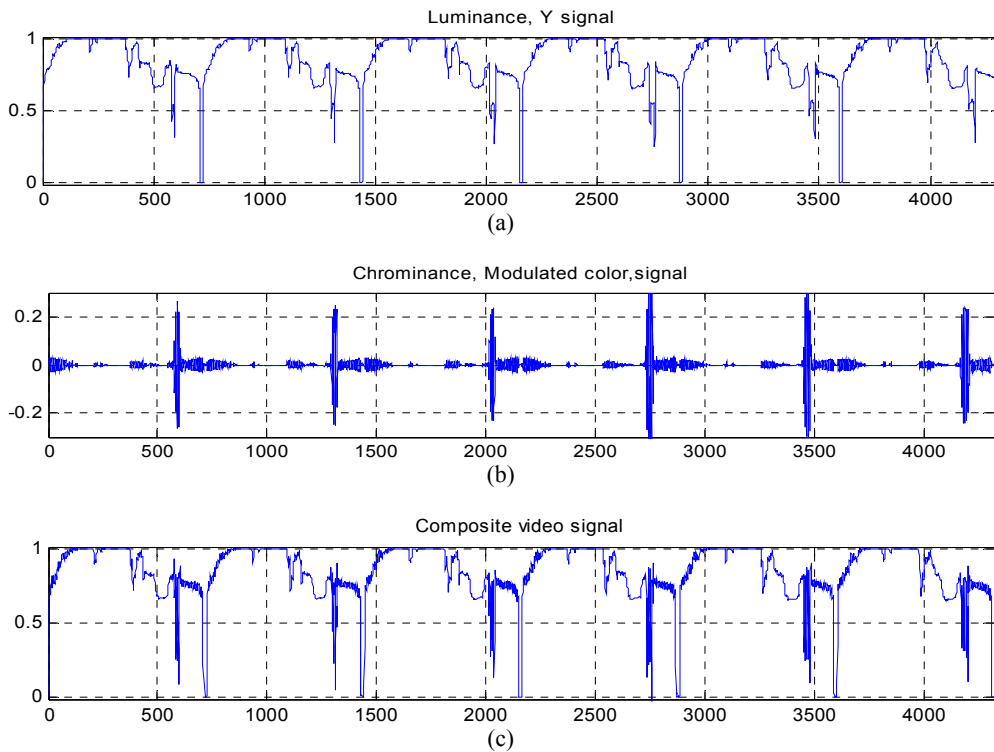 Luminance, Y signal
1
0.5
0
0 500 1000 1500 2000 2500 3000 3500 4000
(a)
Chrominance, Modulated color,signal
0.2
0
-0.2
0 500 1000 1500 2000 2500 3000 3500 4000
(b)
Composite video signal
1
0.5
0
0 500 1000 1500 2000 2500 3000 3500 4000
(c)